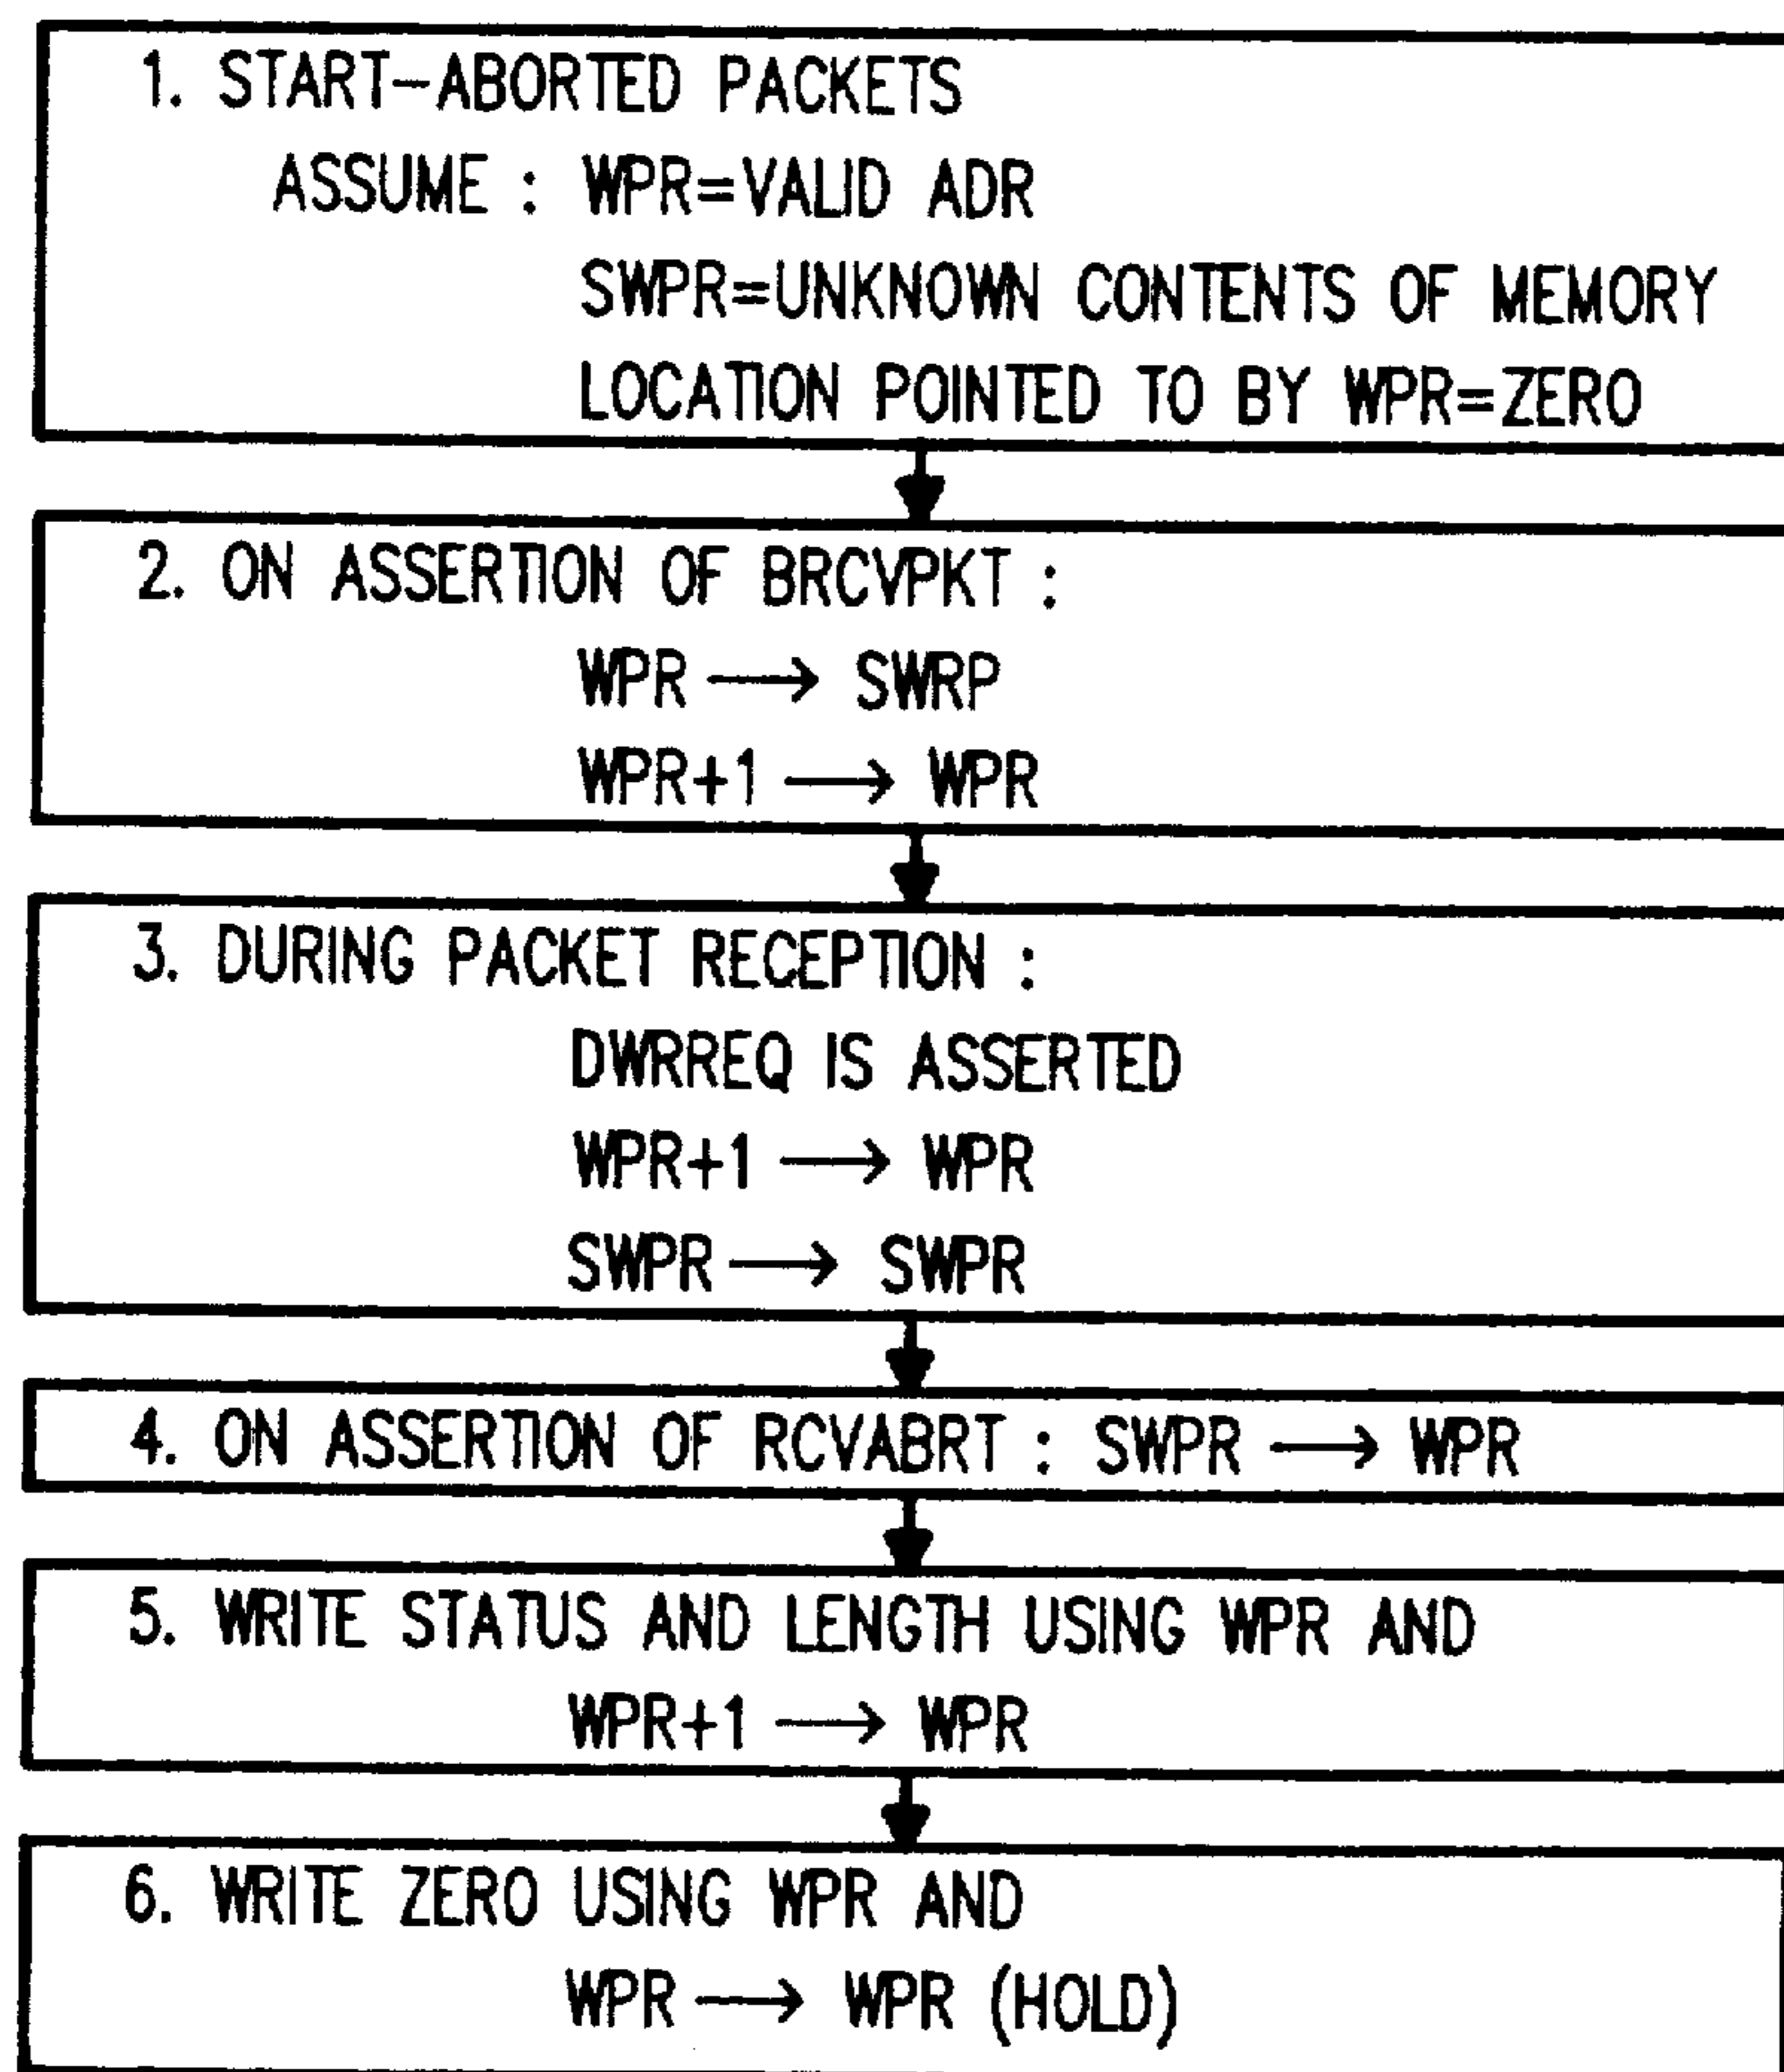 1. START-ABORTED PACKETS
ASSUME : WPR=VALID ADR
SWPR=UNKNOWN CONTENTS OF MEMORY
LOCATION POINTED TO BY WPR=ZERO
2. ON ASSERTION OF BRCVPKT :
WPR → SWRP
WPR+1 → WPR
3. DURING PACKET RECEPTION :
DWRREQ IS ASSERTED
WPR+1 → WPR
SWPR → SWPR
4. ON ASSERTION OF RCVABRT : SWPR → WPR
5. WRITE STATUS AND LENGTH USING WPR AND
WPR+1 → WPR
6. WRITE ZERO USING WPR AND
WPR → WPR (HOLD)